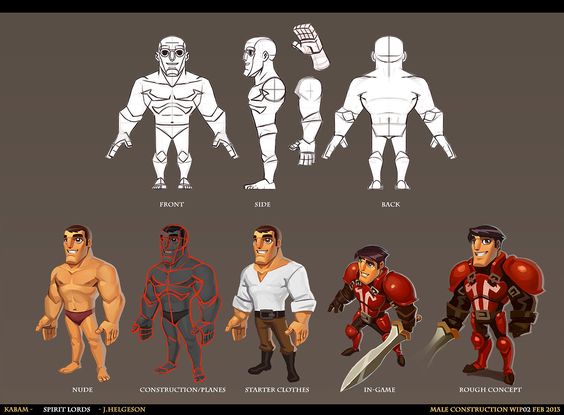 FRONT SIDE BACK
NUDE CONSTRUCTION/PLANES STARTER CLOTHES IN-GAME ROUGH CONCEPT
KABAM - SPIRIT LORDS - J.HELGESON MALE CONSTRUCTION WIP02 FEB 2013